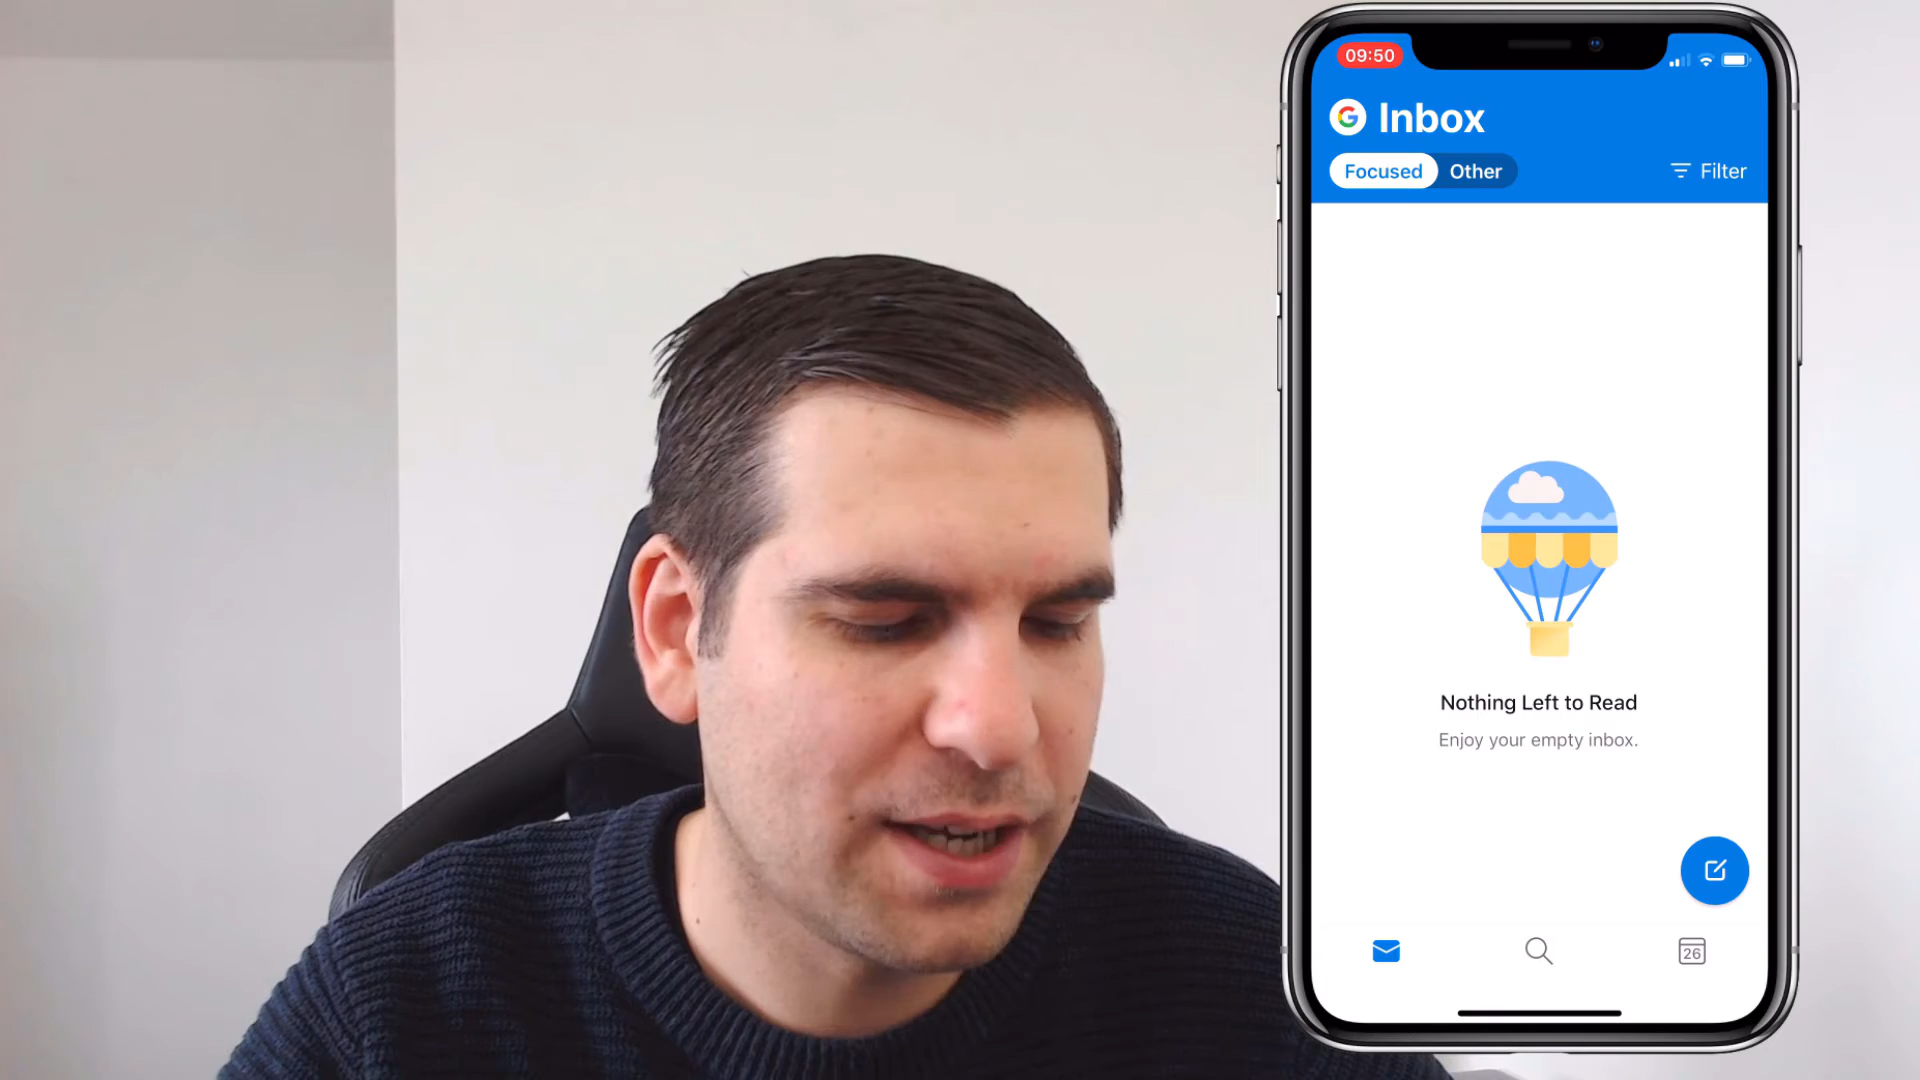 09:50
G Inbox
Focused Other Filter
Nothing Left to Read
Enjoy your empty inbox.
26